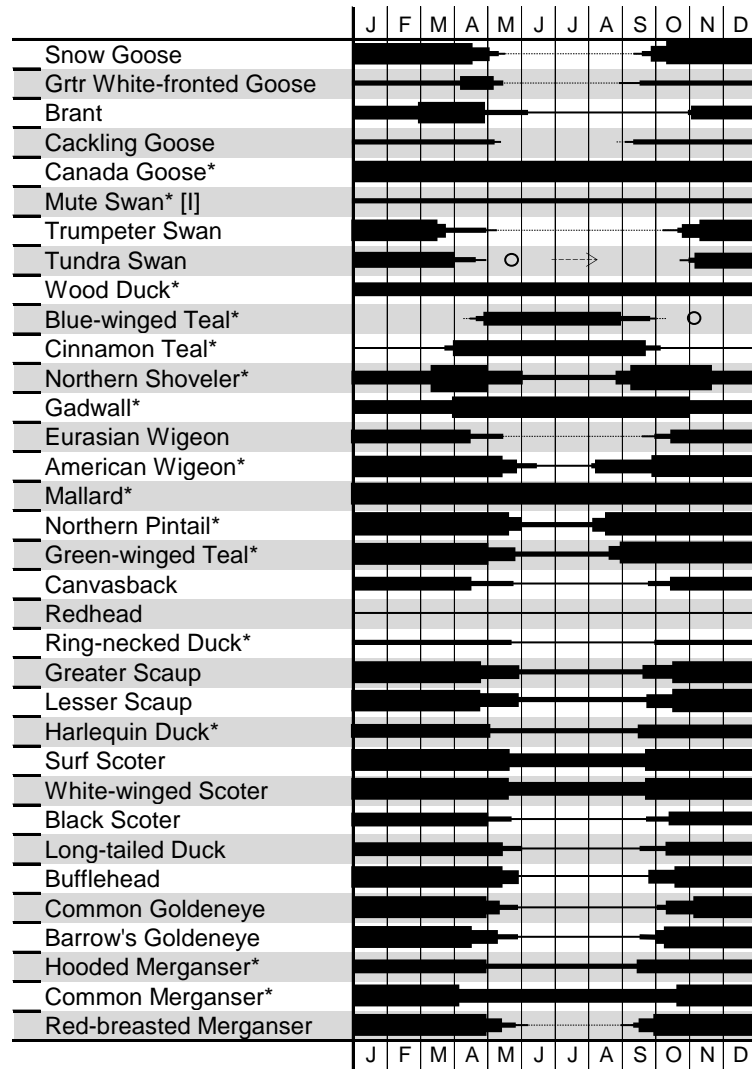 J F M A M J J A S O N D
Snow Goose
Grtr White-fronted Goose
Brant
Cackling Goose
Canada Goose*
Mute Swan* [I]
Trumpeter Swan
Tundra Swan
Wood Duck*
Blue-winged Teal*
Cinnamon Teal*
Northern Shoveler*
Gadwall*
Eurasian Wigeon
American Wigeon*
Mallard*
Northern Pintail*
Green-winged Teal*
Canvasback
Redhead
Ring-necked Duck*
Greater Scaup
Lesser Scaup
Harlequin Duck*
Surf Scoter
White-winged Scoter
Black Scoter
Long-tailed Duck
Bufflehead
Common Goldeneye
Barrow's Goldeneye
Hooded Merganser*
Common Merganser*
Red-breasted Merganser
J F M A M J J A S O N D